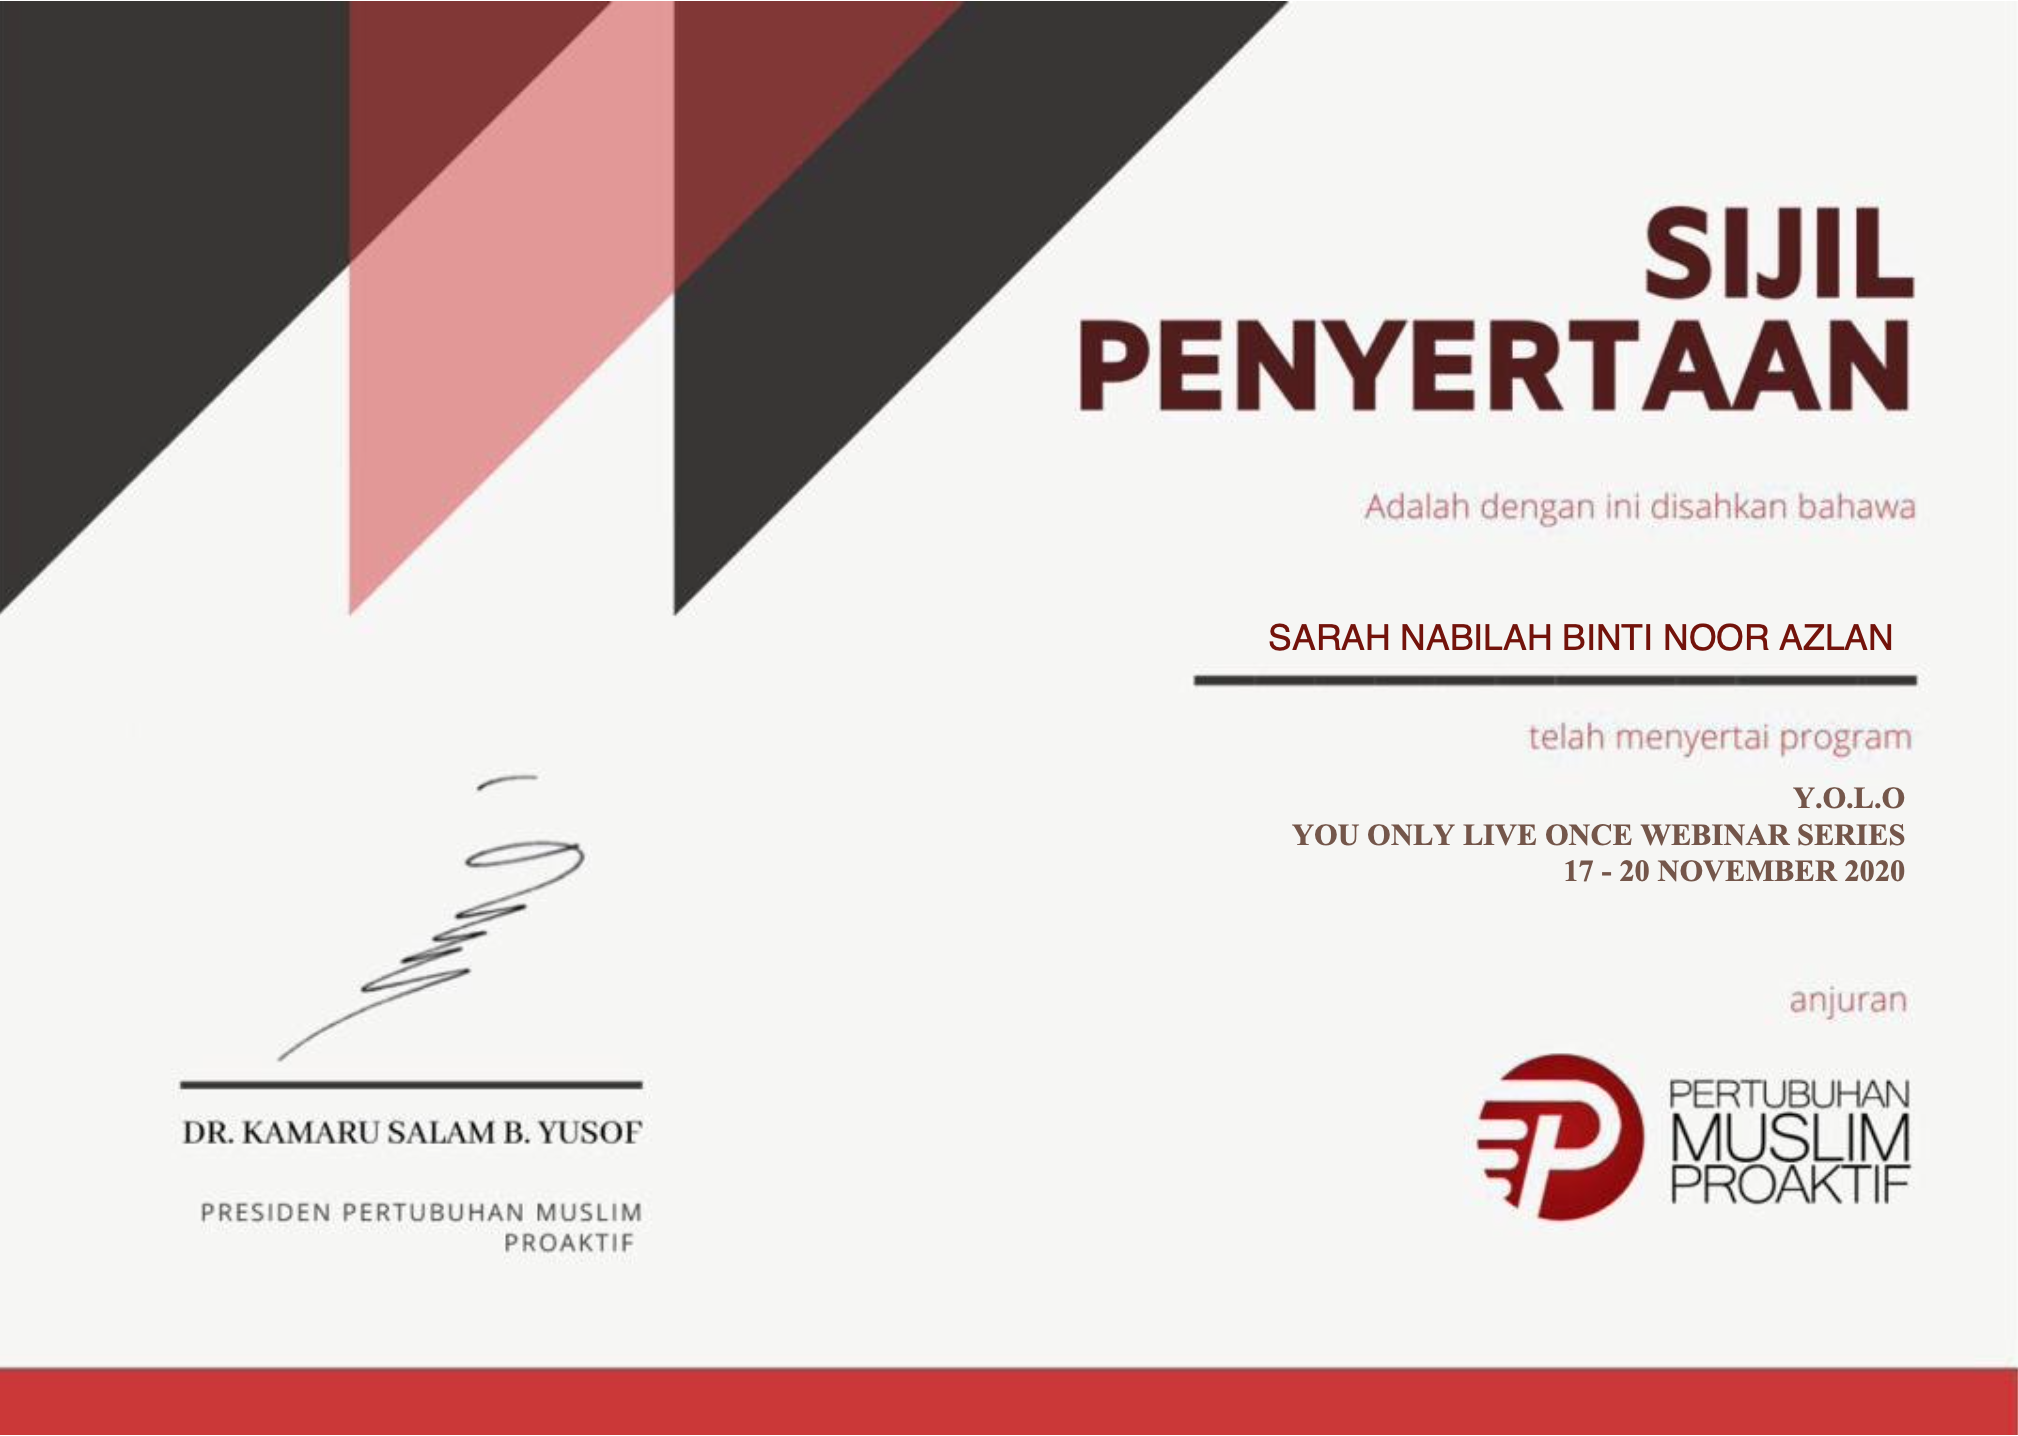 SIJIL
PENYERTAAN
Adalah dengan ini disahkan bahawa
SARAH NABILAH BINTI NOOR AZLAN
telah menyertai program
Y.O.L.O
YOU ONLY LIVE ONCE WEBINAR SERIES
17 - 20 NOVEMBER 2020
anjuran
PERTUBUHAN
MUSLIM
PROAKTIF
DR. KAMARU SALAM B. YUSOF
PRESIDEN PERTUBUHAN MUSLIM
PROAKTIF